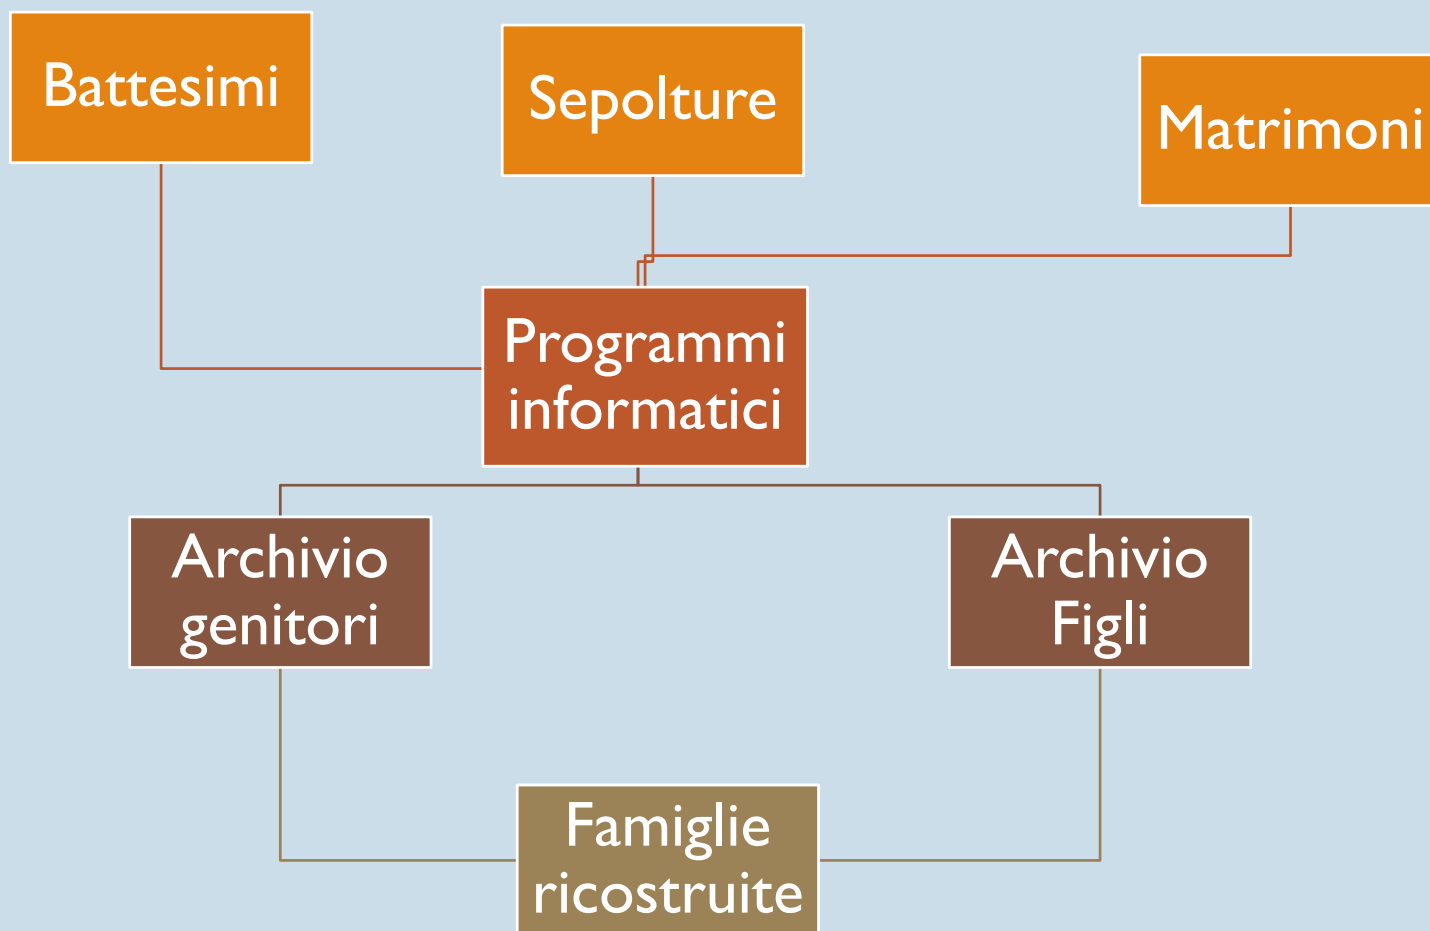 Battesimi
Sepolture
Matrimoni
Programmi
informatici
Archivio
genitori
Archivio
Figli
Famiglie
ricostruite